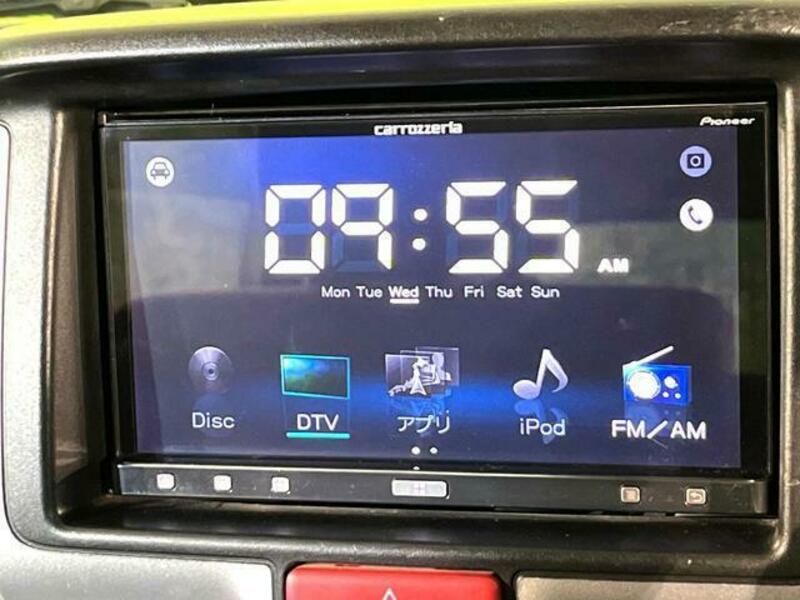 carrozzeria
Pioneer
09:55
AM
Mon Tue Wed Thu Fri Sat Sun
Disc
DTV
アプリ
iPod
FM／AM